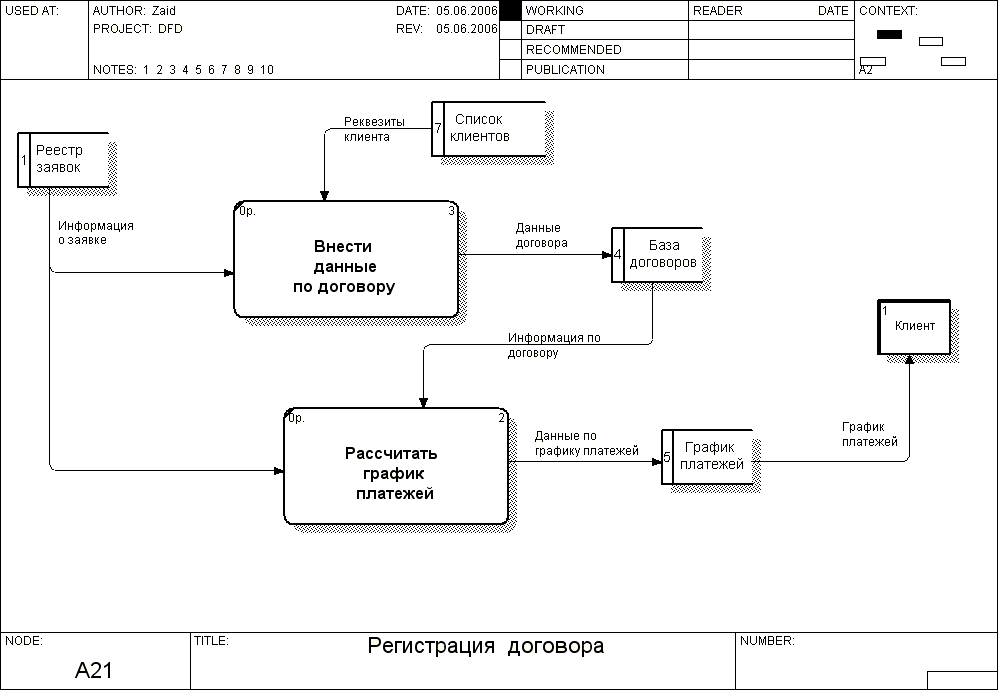 USED AT:
AUTHOR: Zaid
DATE: 05.06.2006
PROJECT: DFD
REV: 05.06.2006
NOTES: 1 2 3 4 5 6 7 8 9 10
WORKING
DRAFT
RECOMMENDED
PUBLICATION
READER
DATE
CONTEXT:
A2
1
Реестр
заявок
Реквезиты
клиента
7
Список
клиентов
Информация
о заявке
0р.
3
Внести
данные
по договору
Данные
договора
4
База
договоров
Информация по
договору
1
Клиент
0р.
2
Рассчитать
график
платежей
Данные по
графику платежей
5
График
платежей
График
платежей
NODE:
A21
TITLE:
Регистрация договора
NUMBER: